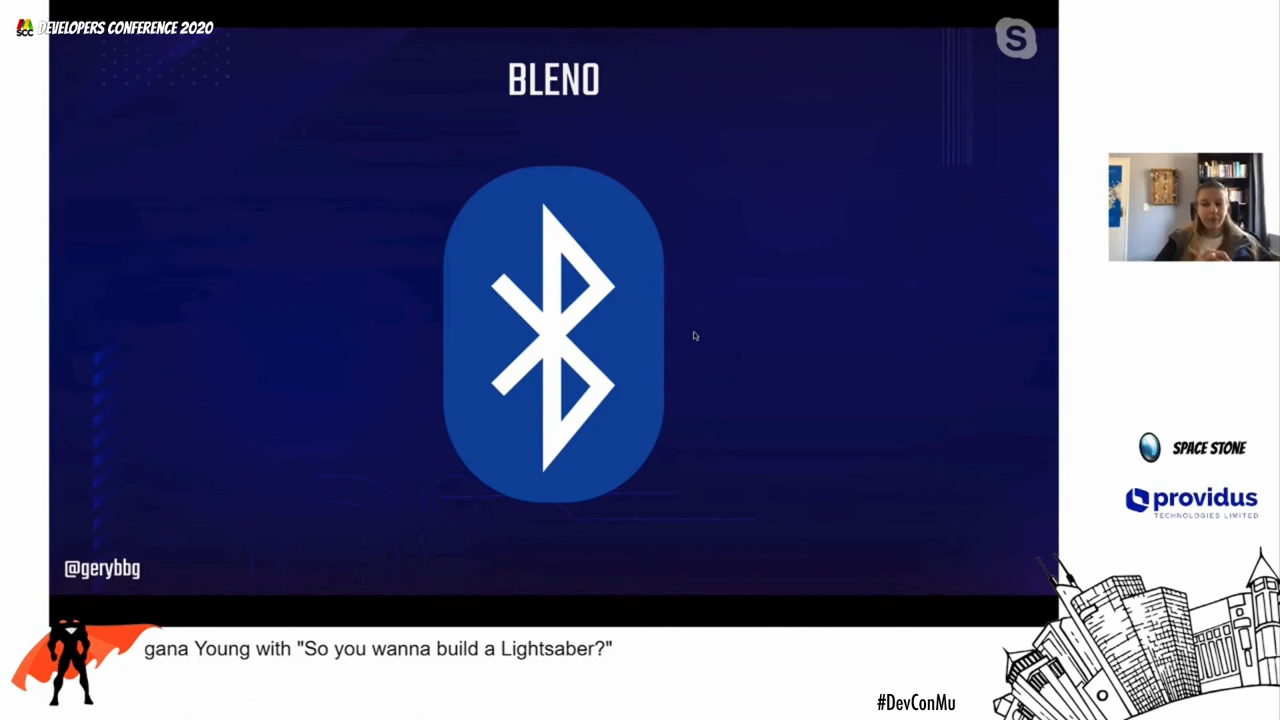 SCC DEVELOPERS CONFERENCE 2020
S
BLENO
SPACE STONE
providus
TECHNOLOGIES LIMITED
@gerybbg
gana Young with "So you wanna build a Lightsaber?"
#DevConMu